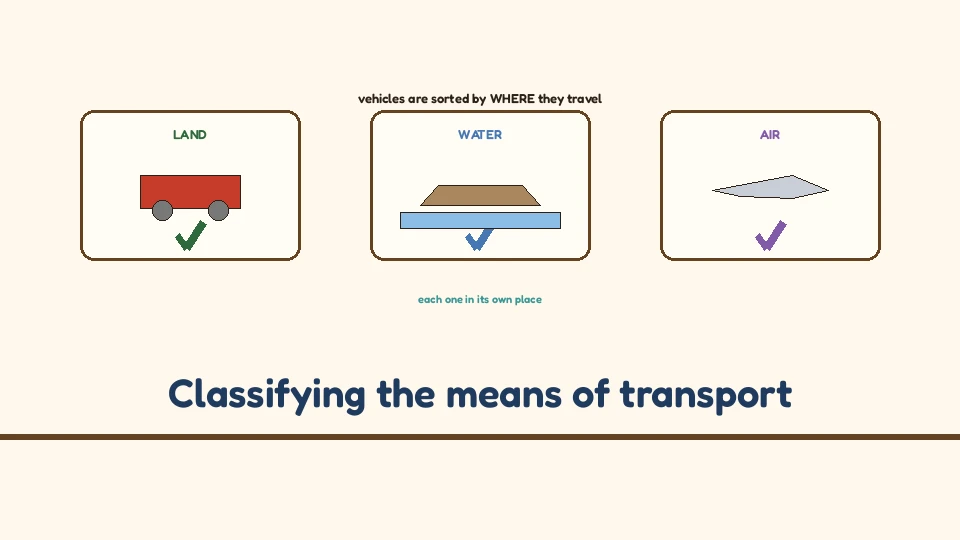 vehicles are sorted by WHERE they travel
LAND
WATER
AIR
each one in its own place
Classifying the means of transport